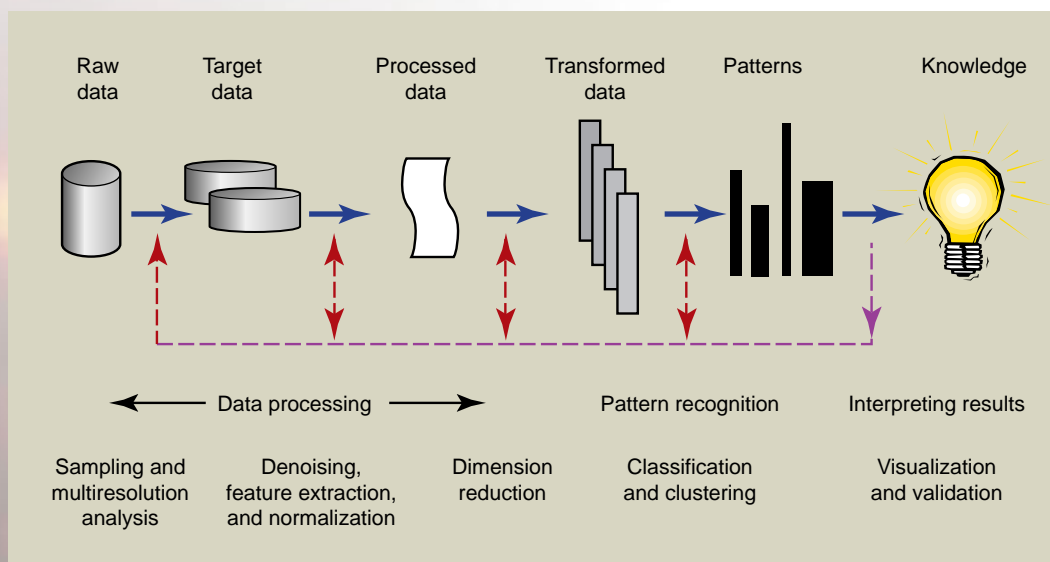 Raw
data
Target
data
Processed
data
Transformed
data
Patterns
Knowledge
Data processing
Pattern recognition
Interpreting results
Sampling and
multiresolution
analysis
Denoising,
feature extraction,
and normalization
Dimension
reduction
Classification
and clustering
Visualization
and validation